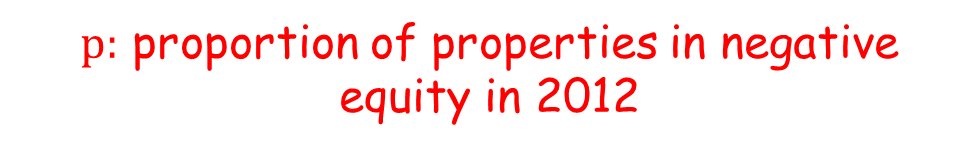 p: proportion of properties in negative
equity in 2012